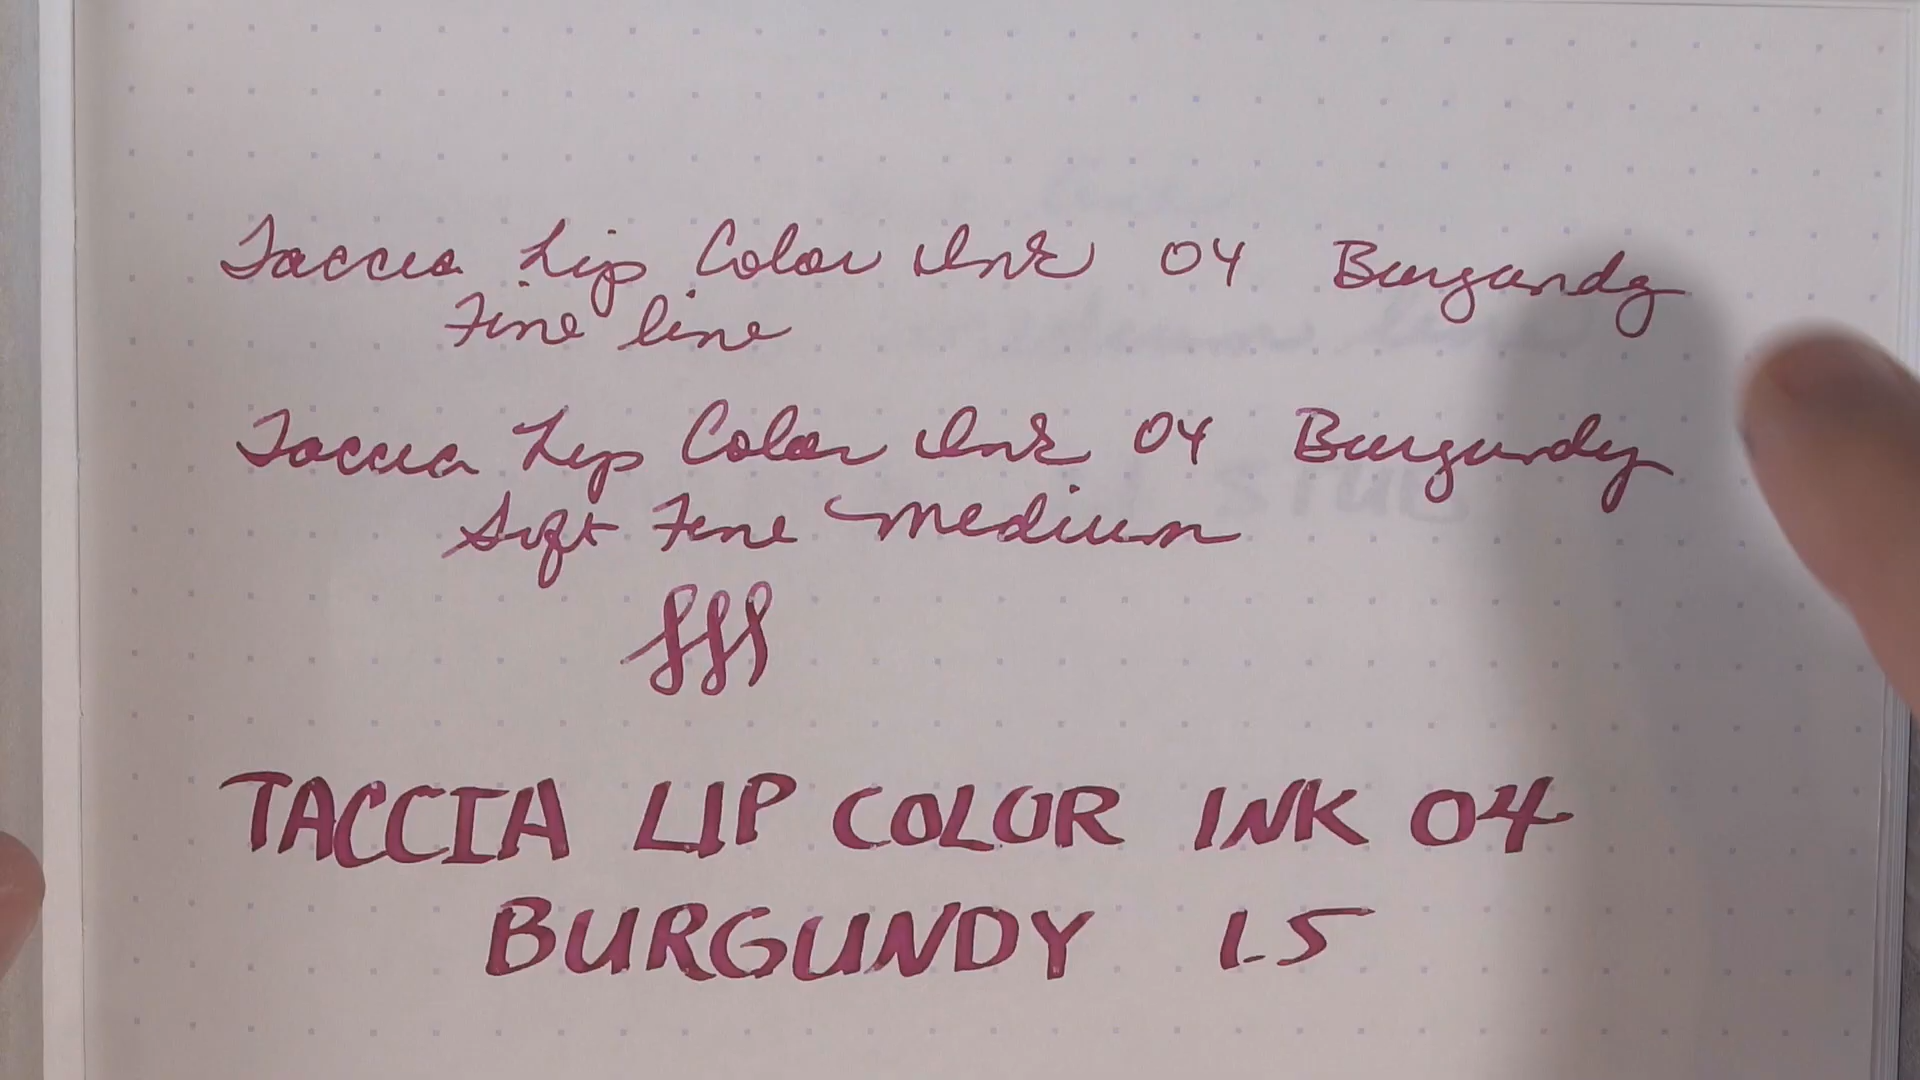 Taccia Lip Color Ink 04 Burgundy
Fine line
Taccia Lip Color Ink 04 Burgundy
Soft Fine Medium
TACCIA LIP COLOR INK 04
BURGUNDY 1.5